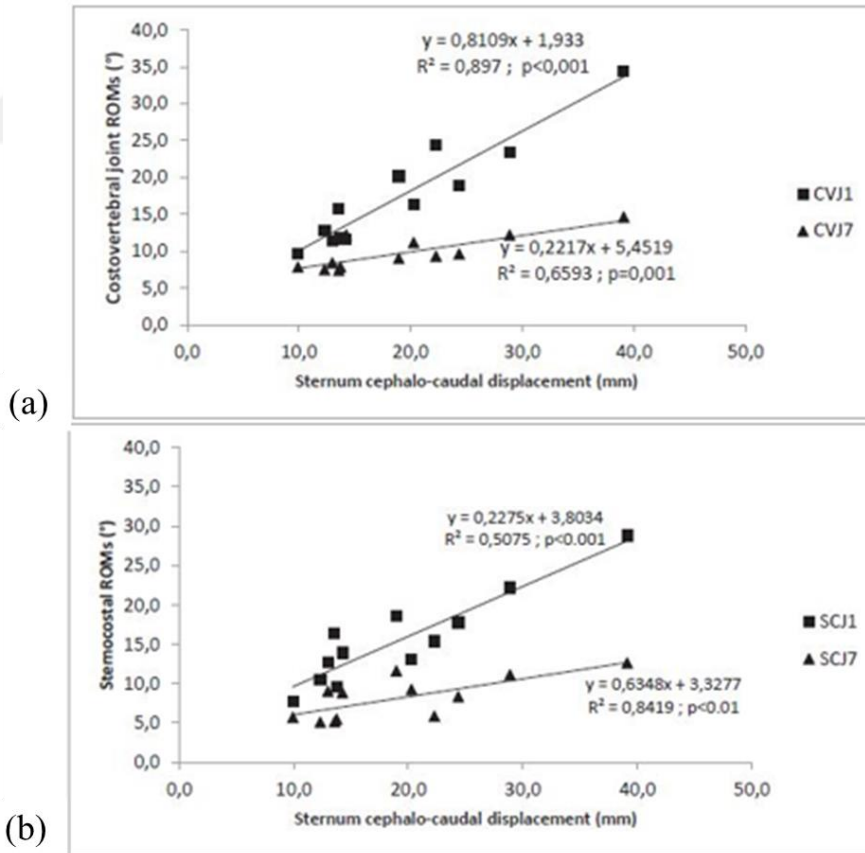 40,0
35,0
30,0
25,0
20,0
15,0
10,0
5,0
0,0
Costovertebral joint ROMs (°)
y = 0,8109x + 1,933
R² = 0,897 ; p<0,001
y = 0,2217x + 5,4519
R² = 0,6593 ; p=0,001
CVJ1
CVJ7
0,0 10,0 20,0 30,0 40,0 50,0
Sternum cephalo-caudal displacement (mm)
(a)
40,0
35,0
30,0
25,0
20,0
15,0
10,0
5,0
0,0
Sternocostal ROMs (°)
y = 0,2275x + 3,8034
R² = 0,5075 ; p<0.001
y = 0,6348x + 3,3277
R² = 0,8419 ; p<0.01
SCJ1
SCJ7
0,0 10,0 20,0 30,0 40,0 50,0
Sternum cephalo-caudal displacement (mm)
(b)